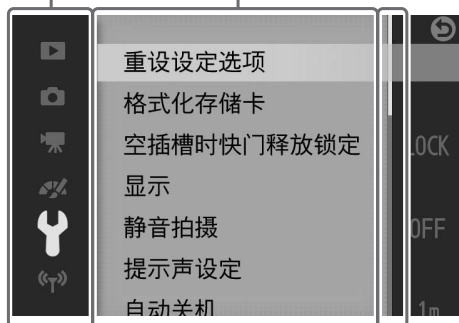 重设设定选项
格式化存储卡
空插槽时快门释放锁定
LOCK
显示
静音拍摄
OFF
提示声设定
自动关机
1m